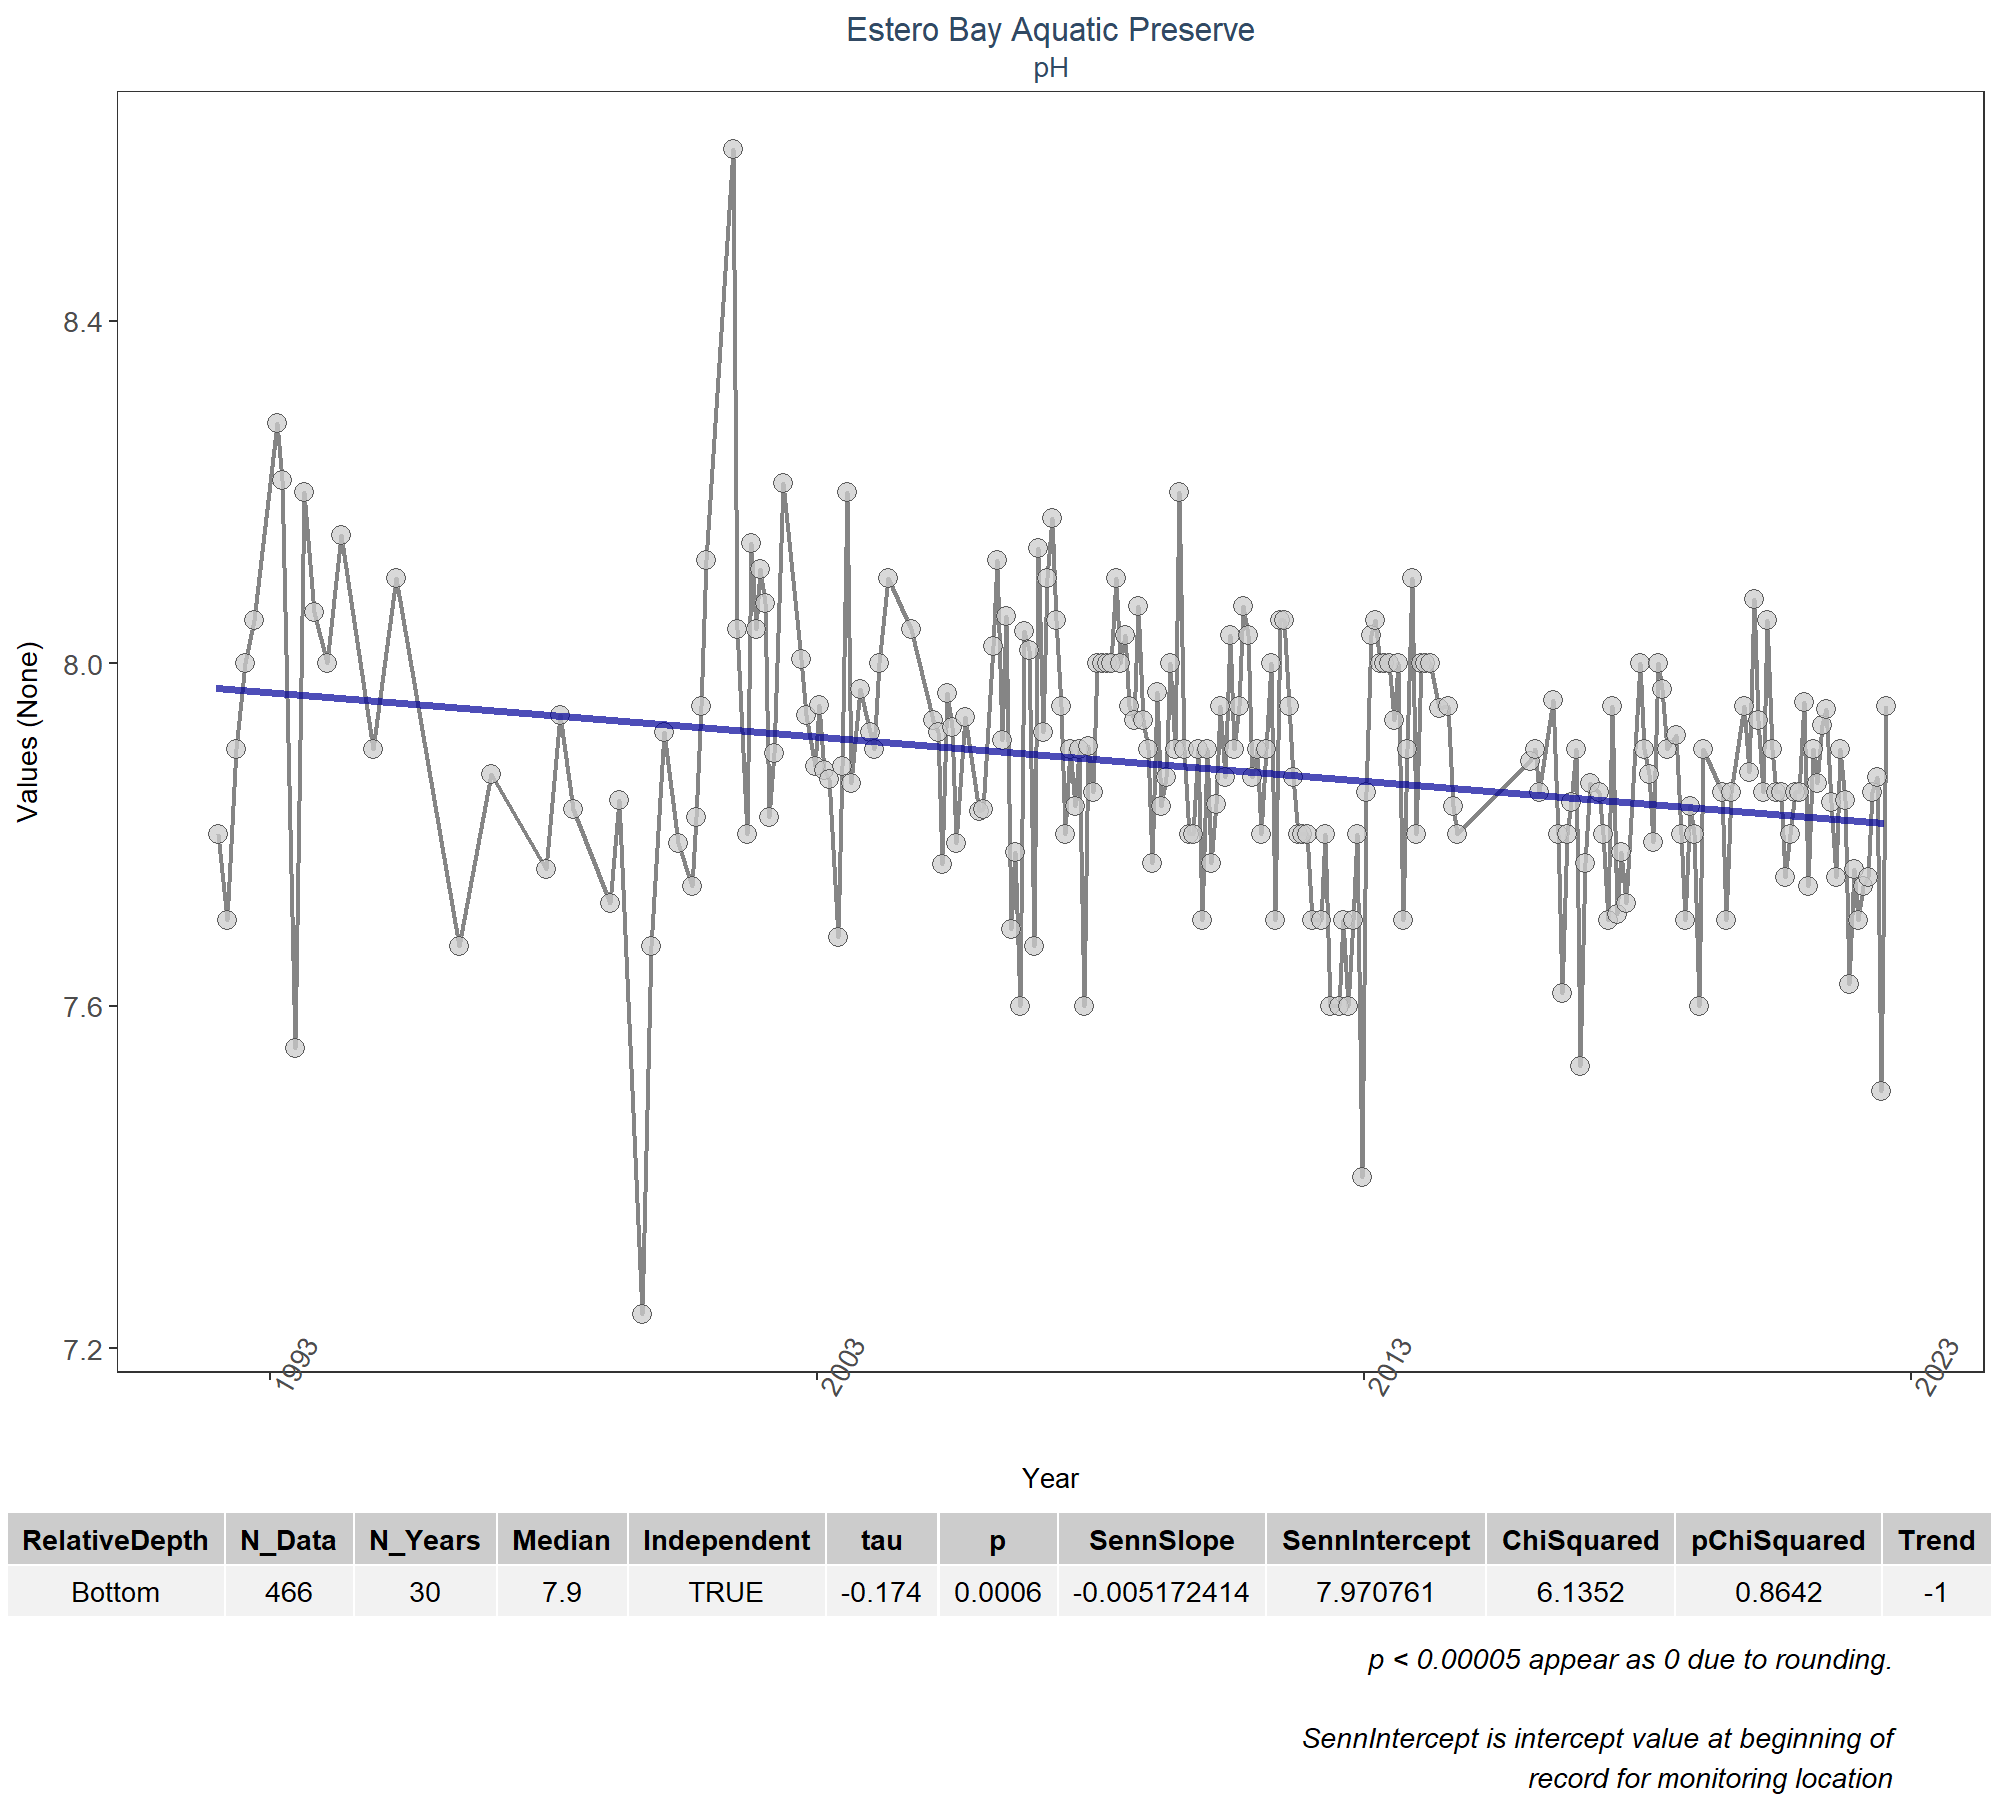 Estero Bay Aquatic Preserve
pH
Values (None)
8.4
8.0
7.6
7.2
1993
2003
2013
2023
Year
RelativeDepth N_Data N_Years Median Independent tau p SennSlope SennIntercept ChiSquared pChiSquared Trend
Bottom 466 30 7.9 TRUE -0.174 0.0006 -0.005172414 7.970761 6.1352 0.8642 -1
p < 0.00005 appear as 0 due to rounding.
SennIntercept is intercept value at beginning of
record for monitoring location